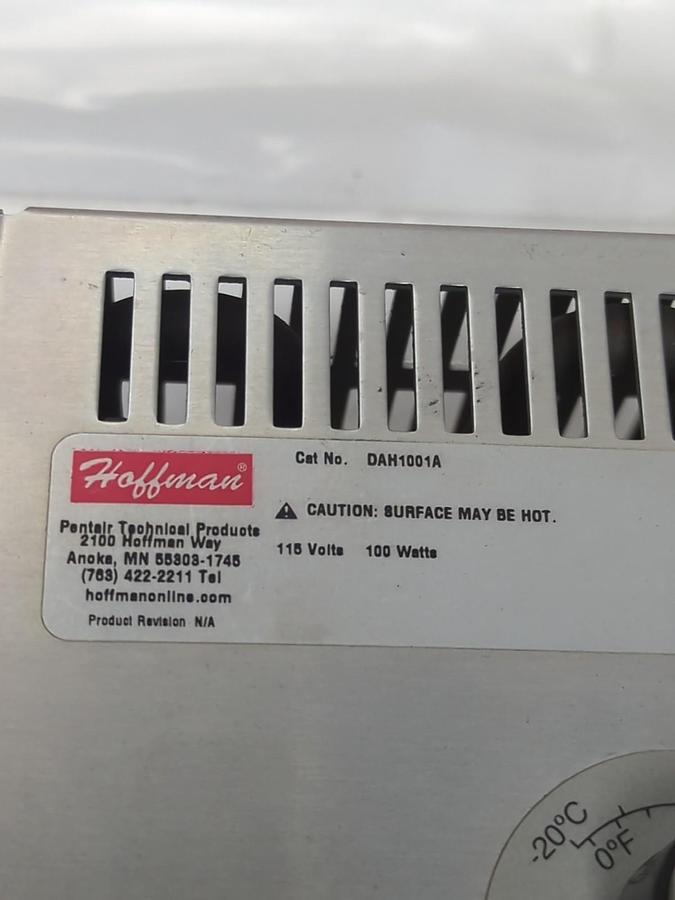 Hoffman®
Pentair Technical Products
2100 Hoffman Way
Anoka, MN 55303-1745
(763) 422-2211 Tel
hoffmanonline.com
Product Revision N/A
Cat No. DAH1001A
⚠ CAUTION: SURFACE MAY BE HOT.
115 Volts 100 Watts
-20°C
0°F